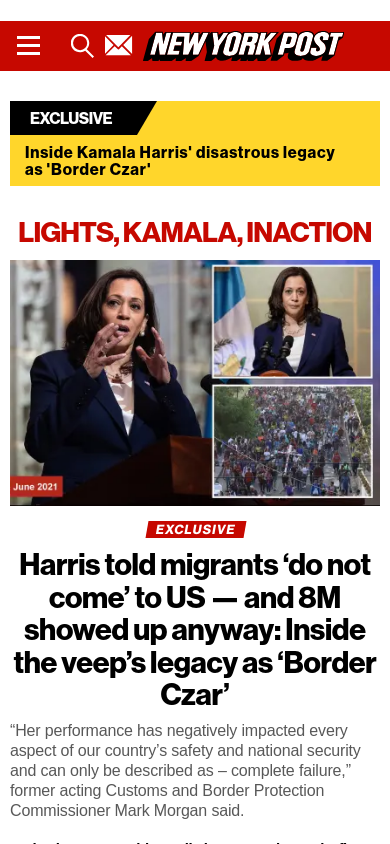 NEW YORK POST
EXCLUSIVE
Inside Kamala Harris' disastrous legacy
as 'Border Czar'
LIGHTS, KAMALA, INACTION
June 2021
EXCLUSIVE
Harris told migrants ‘do not
come’ to US — and 8M
showed up anyway: Inside
the veep’s legacy as ‘Border
Czar’
“Her performance has negatively impacted every
aspect of our country’s safety and national security
and can only be described as – complete failure,”
former acting Customs and Border Protection
Commissioner Mark Morgan said.